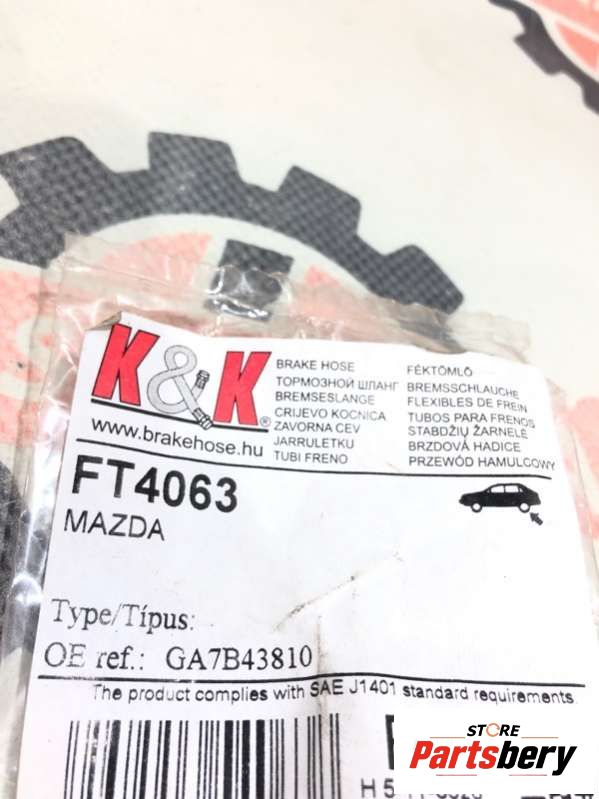 K&K®
www.brakehose.hu
BRAKE HOSE
ТОРМОЗНОЙ ШЛАНГ
BREMSESLANGE
CRIJEVO KOCNICA
ZAVORNA CEV
JARRULETKU
TUBI FRENO
FÉKTÖMLŐ
BREMSSCHLAUCHE
FLEXIBLES DE FREIN
TUBOS PARA FRENOS
STABDŽIU ŽARNELĖ
BRZDOVÁ HADICE
PRZEWÓD HAMULCOWY
FT4063
MAZDA
Type/Típus:
OE ref.: GA7B43810
The product complies with SAE J1401 standard requirements.
STORE
Partsbery